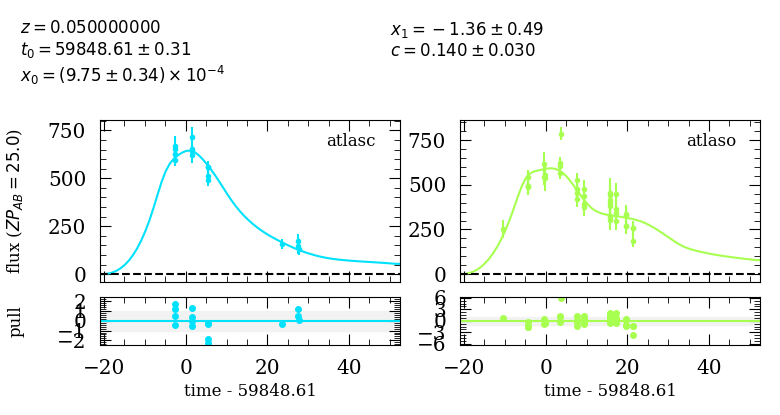 z = 0.050000000
t₀ = 59848.61 ± 0.31
x₀ = (9.75 ± 0.34) × 10⁻⁴
x₁ = −1.36 ± 0.49
c = 0.140 ± 0.030
flux (ZP_AB = 25.0)
750
500
250
0
atlasc
750
500
250
0
atlaso
pull
2
1
0
−1
−2
6
3
0
−3
−6
−20 0 20 40
−20 0 20 40
time - 59848.61
time - 59848.61